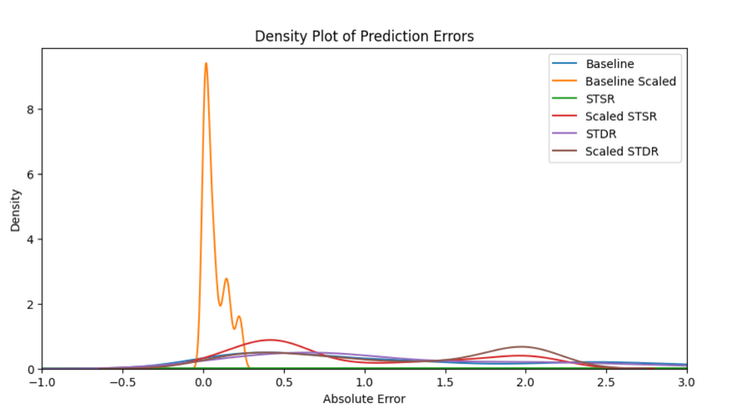 Density Plot of Prediction Errors
Baseline
Baseline Scaled
STSR
Scaled STSR
STDR
Scaled STDR
Density
8
6
4
2
0
−1.0 −0.5 0.0 0.5 1.0 1.5 2.0 2.5 3.0
Absolute Error